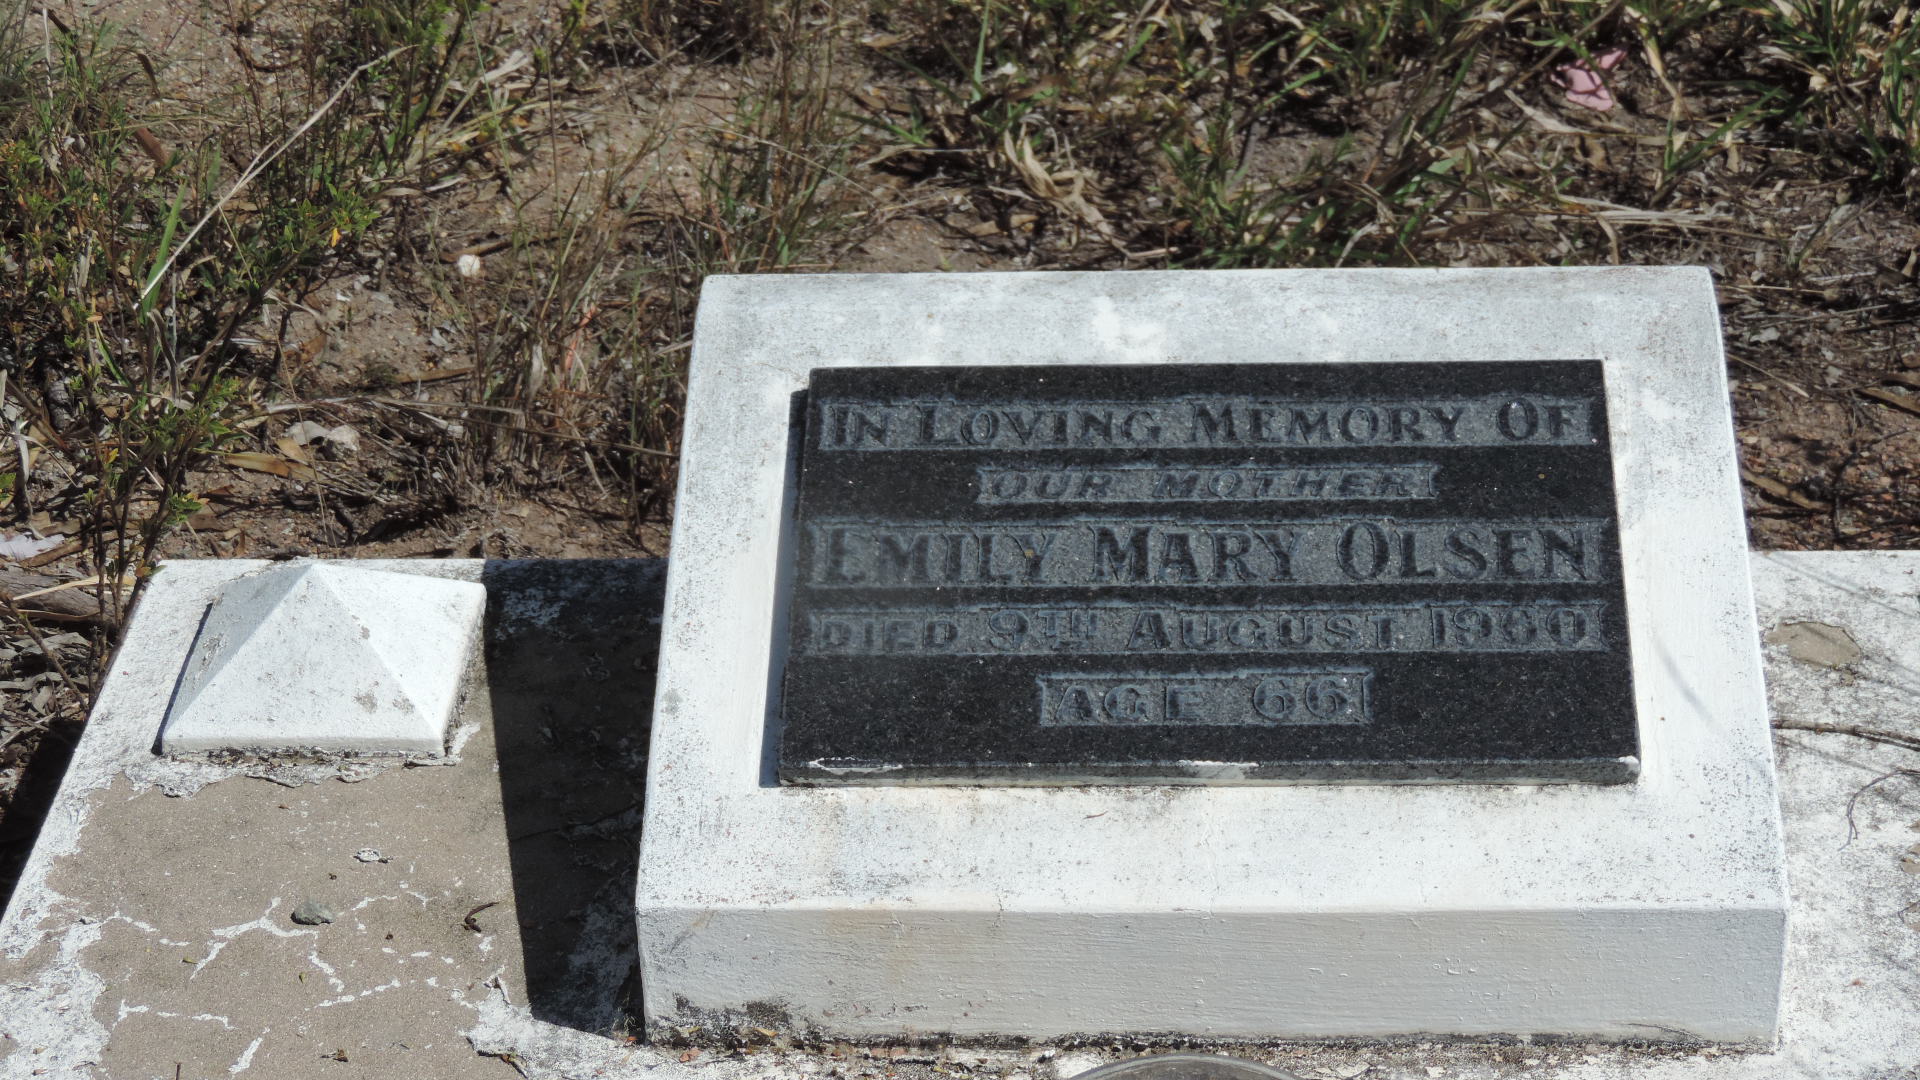 IN LOVING MEMORY OF
OUR MOTHER
EMILY MARY OLSEN
DIED 9TH AUGUST 1960
AGE 66